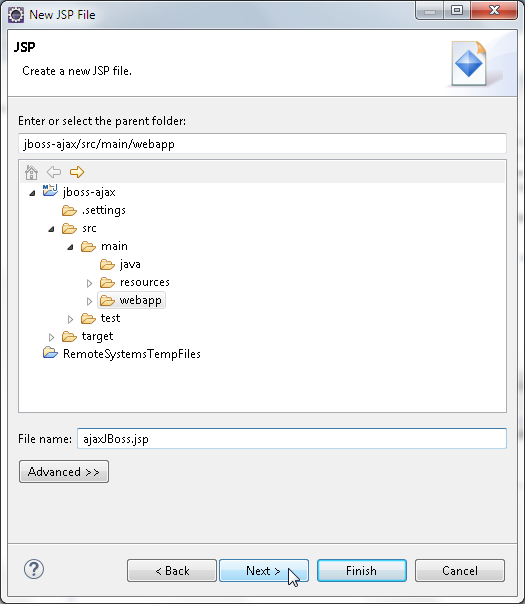 New JSP File
JSP
Create a new JSP file.
Enter or select the parent folder:
jboss-ajax/src/main/webapp
jboss-ajax
.settings
src
main
java
resources
webapp
test
target
RemoteSystemsTempFiles
File name: ajaxJBoss.jsp
Advanced >>
? < Back Next > Finish Cancel